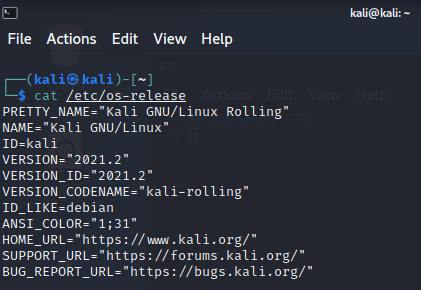 kali@kali: ~
File Actions Edit View Help
┌──(kali㉿kali)-[~]
└─$ cat /etc/os-release
PRETTY_NAME="Kali GNU/Linux Rolling"
NAME="Kali GNU/Linux"
ID=kali
VERSION="2021.2"
VERSION_ID="2021.2"
VERSION_CODENAME="kali-rolling"
ID_LIKE=debian
ANSI_COLOR="1;31"
HOME_URL="https://www.kali.org/"
SUPPORT_URL="https://forums.kali.org/"
BUG_REPORT_URL="https://bugs.kali.org/"